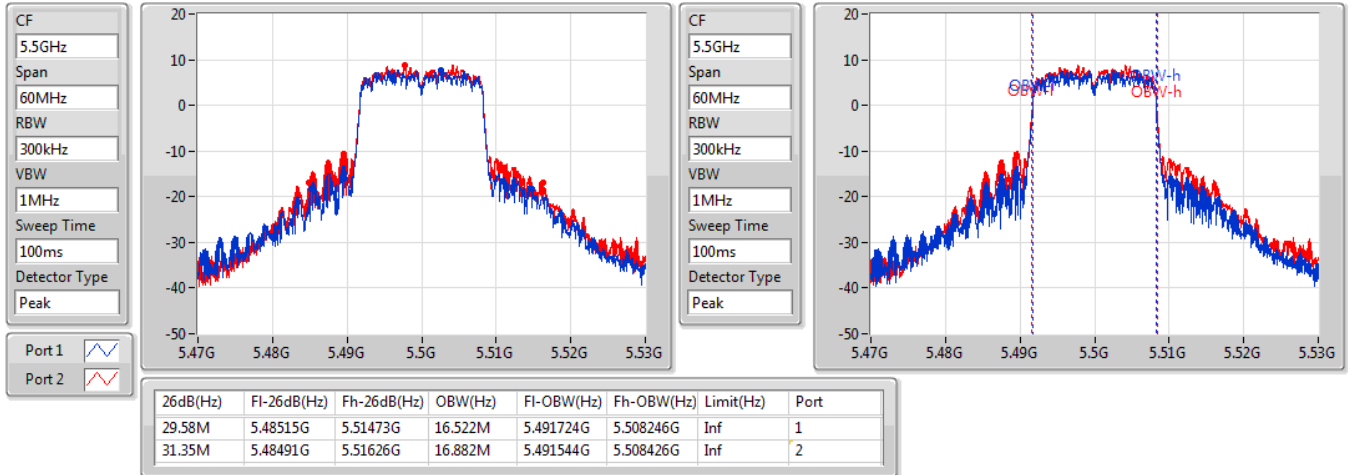 CF
5.5GHz
Span
60MHz
RBW
300kHz
VBW
1MHz
Sweep Time
100ms
Detector Type
Peak
Port 1
Port 2
20
10
0
-10
-20
-30
-40
-50
5.47G 5.48G 5.49G 5.5G 5.51G 5.52G 5.53G
CF
5.5GHz
Span
60MHz
RBW
300kHz
VBW
1MHz
Sweep Time
100ms
Detector Type
Peak
20
10
0
-10
-20
-30
-40
-50
OBW-h
OBW-h
5.47G 5.48G 5.49G 5.5G 5.51G 5.52G 5.53G
26dB(Hz) Fl-26dB(Hz) Fh-26dB(Hz) OBW(Hz) Fl-OBW(Hz) Fh-OBW(Hz) Limit(Hz) Port
29.58M 5.48515G 5.51473G 16.522M 5.491724G 5.508246G Inf 1
31.35M 5.48491G 5.51626G 16.882M 5.491544G 5.508426G Inf 2